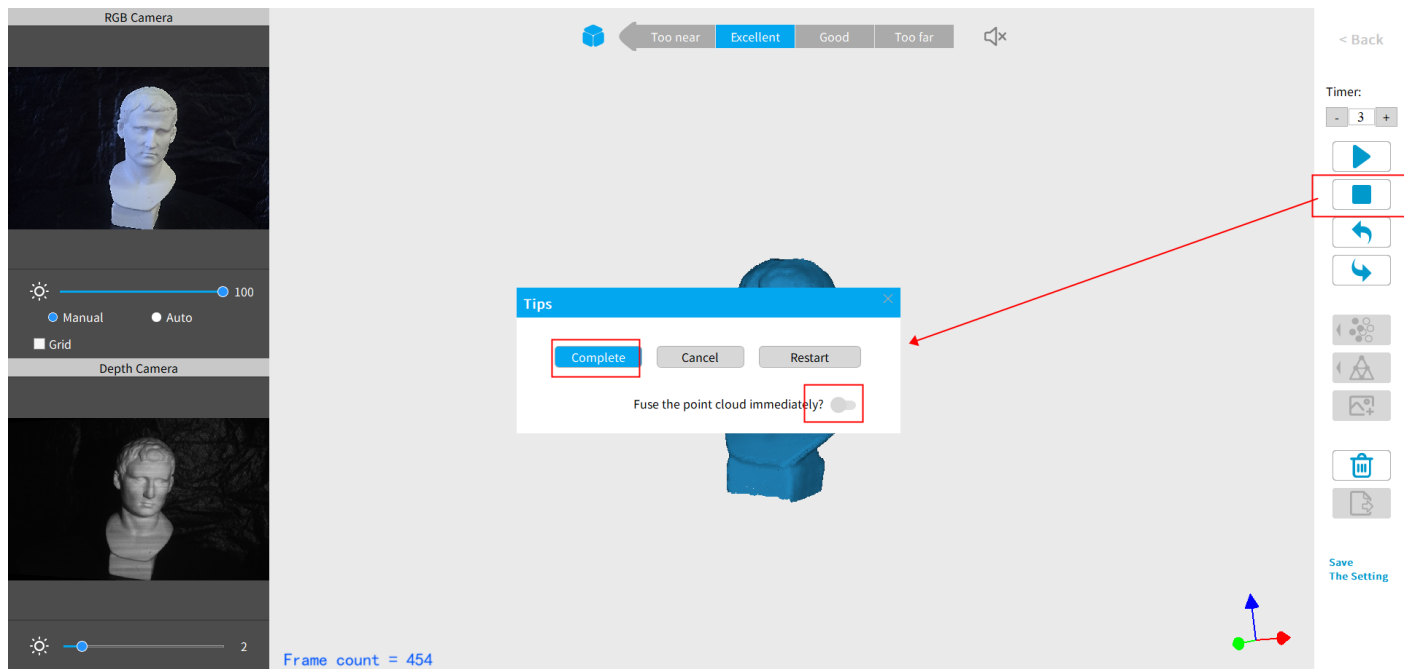 RGB Camera
Too near
Excellent
Good
Too far
< Back
Timer:
- 3 +
100
Manual
Auto
Grid
Depth Camera
Tips
Complete
Cancel
Restart
Fuse the point cloud immediately?
2
Frame count = 454
Save
The Setting